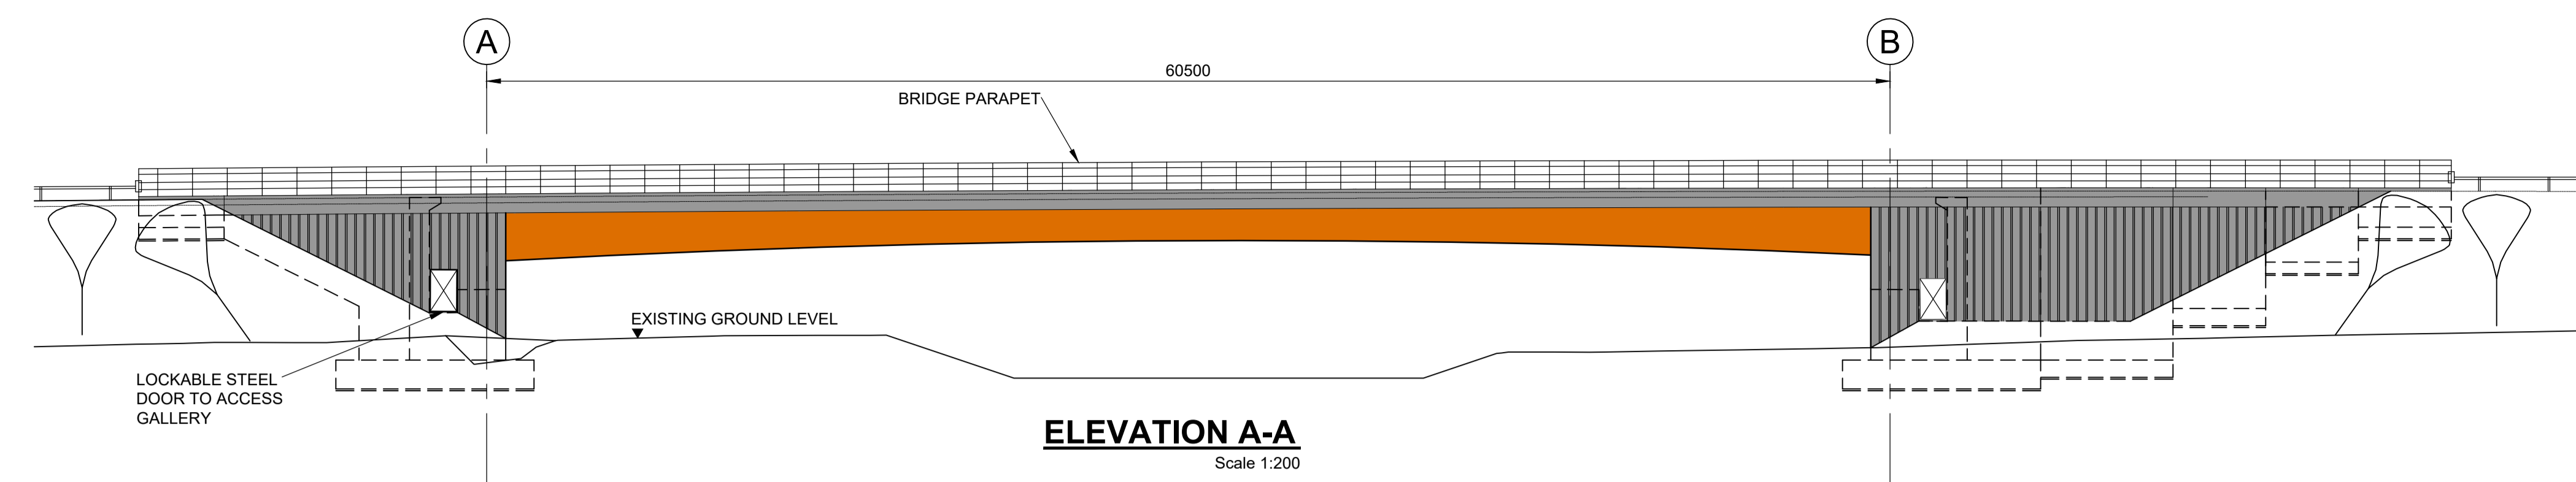 A
B
60500
BRIDGE PARAPET
EXISTING GROUND LEVEL
LOCKABLE STEEL
DOOR TO ACCESS
GALLERY
ELEVATION A-A
Scale 1:200